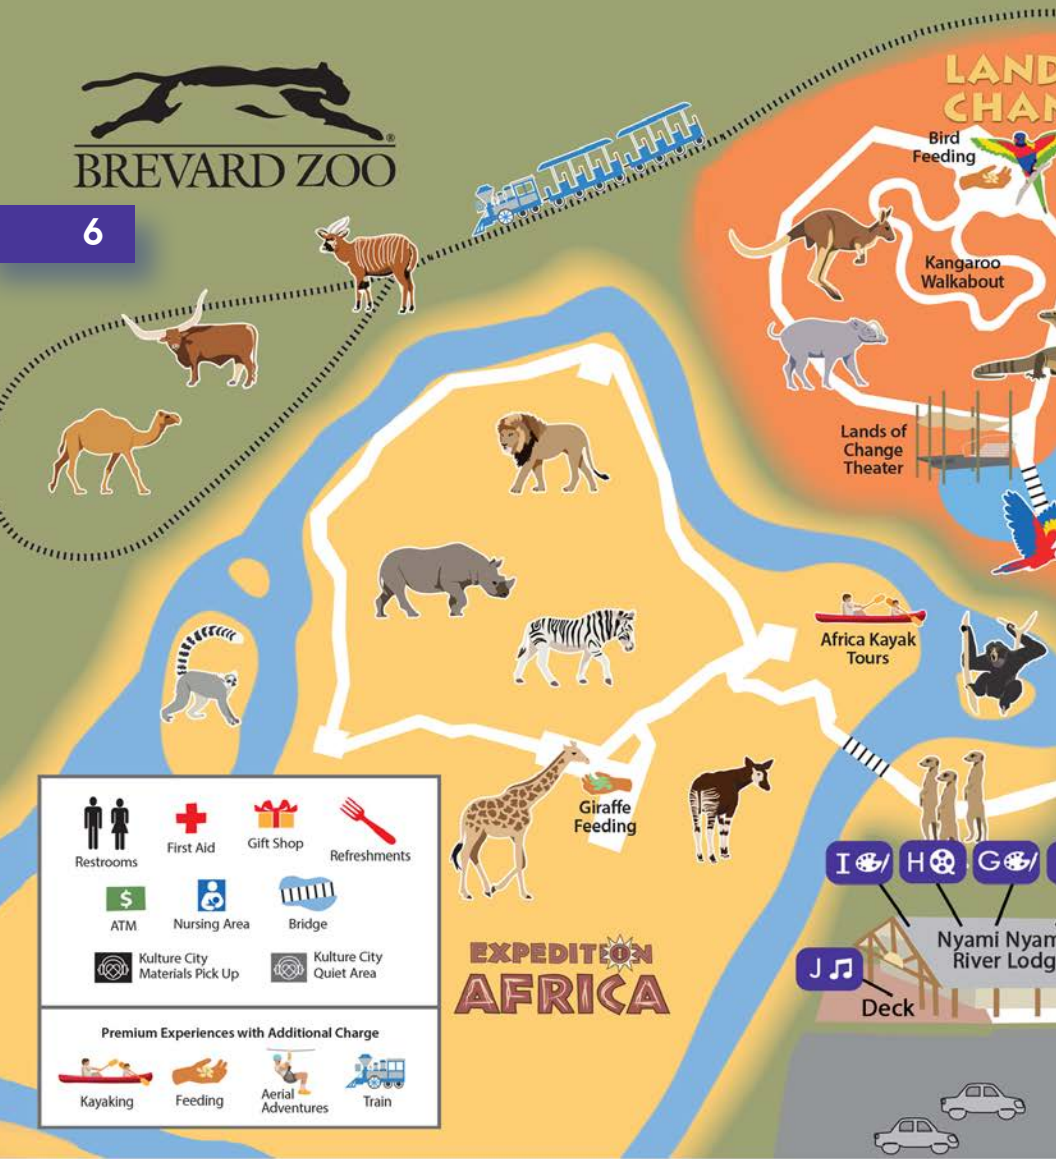 BREVARD ZOO®
6
LAND
CHAN
Bird
Feeding
Kangaroo
Walkabout
Lands of
Change
Theater
Africa Kayak
Tours
Giraffe
Feeding
EXPEDITION
AFRICA
I
H
G
Nyami Nyam
River Lodg
J
Deck
Restrooms
First Aid
Gift Shop
Refreshments
$
ATM
Nursing Area
Bridge
Kulture City
Materials Pick Up
Kulture City
Quiet Area
Premium Experiences with Additional Charge
Kayaking
Feeding
Aerial
Adventures
Train